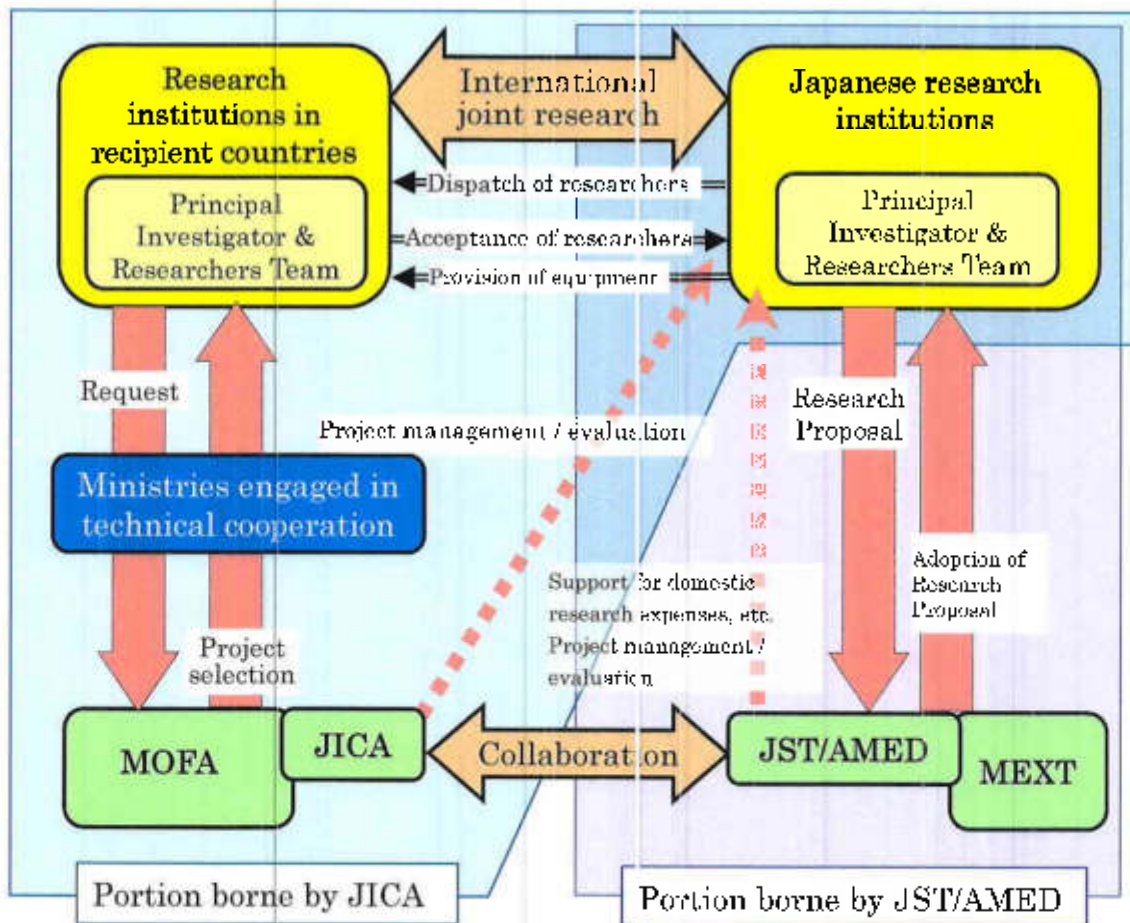 Research
institutions in
recipient countries
Principal
Investigator &
Researchers Team
International
joint research
Japanese research
institutions
Principal
Investigator &
Researchers Team
Dispatch of researchers
Acceptance of researchers
Provision of equipment
Request
Project management / evaluation
Research
Proposal
Ministries engaged in
technical cooperation
Support for domestic
research expenses, etc.
Project management /
evaluation
Adoption of
Research
Proposal
Project
selection
MOFA
JICA
Collaboration
JST/AMED
MEXT
Portion borne by JICA
Portion borne by JST/AMED